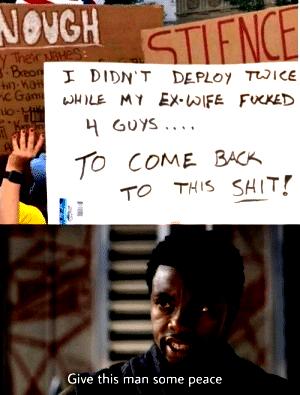 NOUGH
STLENCE
I DIDN'T DEPLOY TWICE
WHILE MY EX-WIFE FUCKED
4 GUYS ....
TO COME BACK
TO THIS SHIT!
Give this man some peace